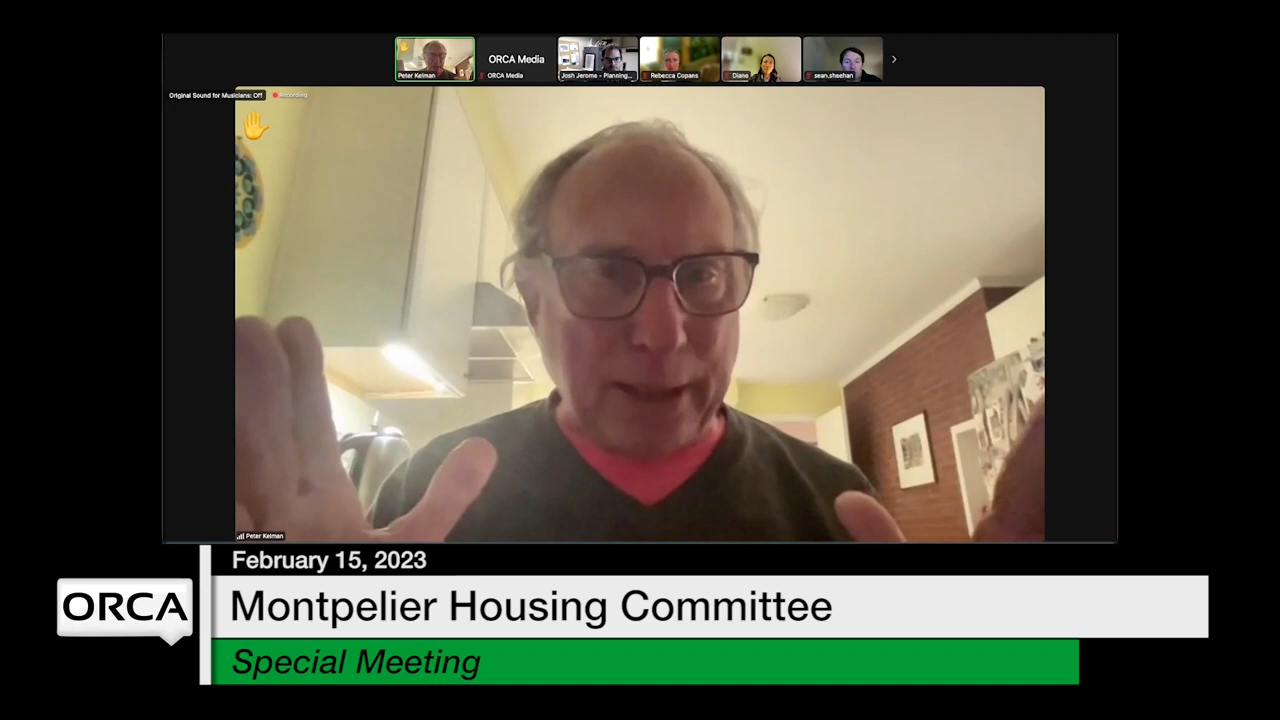 ORCA Media
Peter Kelman
ORCA Media
Josh Jerome - Planning...
Rebecca Copans
Diane
sean.sheehan
Original Sound for Musicians: Off
Recording
Peter Kelman
February 15, 2023
ORCA
Montpelier Housing Committee
Special Meeting